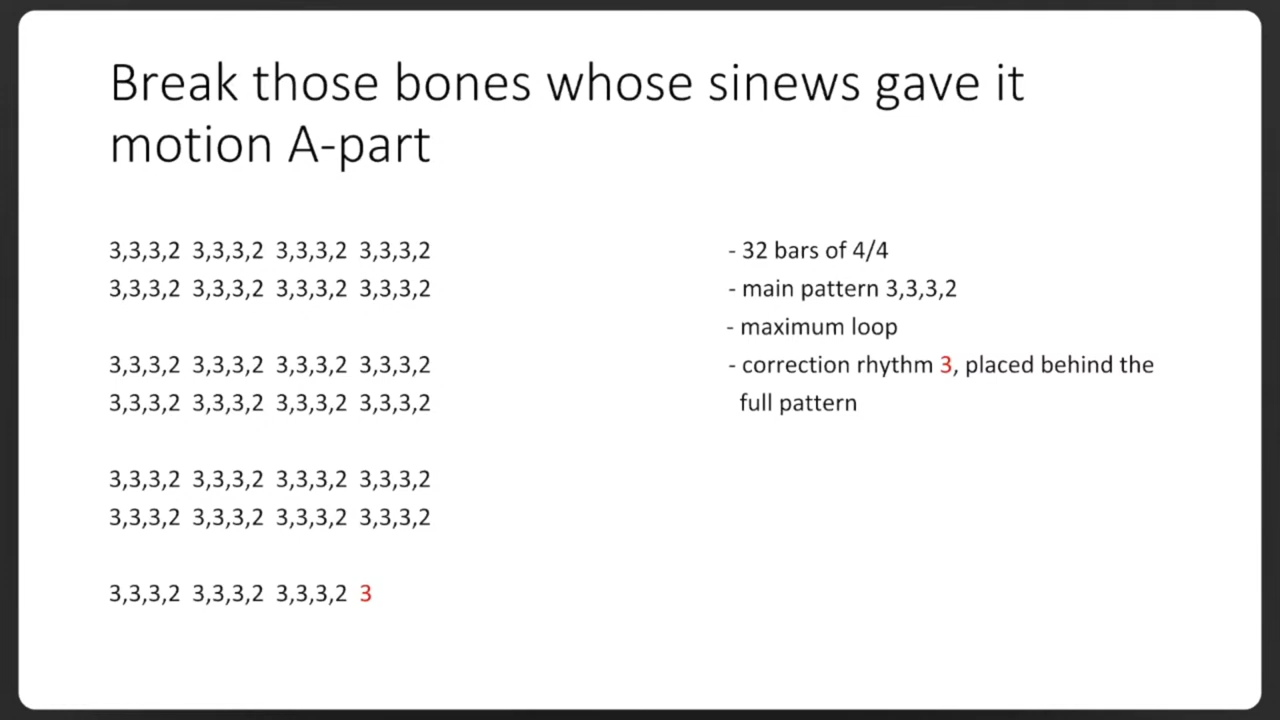 Break those bones whose sinews gave it
motion A-part
3,3,3,2 3,3,3,2 3,3,3,2 3,3,3,2
3,3,3,2 3,3,3,2 3,3,3,2 3,3,3,2
3,3,3,2 3,3,3,2 3,3,3,2 3,3,3,2
3,3,3,2 3,3,3,2 3,3,3,2 3,3,3,2
3,3,3,2 3,3,3,2 3,3,3,2 3,3,3,2
3,3,3,2 3,3,3,2 3,3,3,2 3,3,3,2
3,3,3,2 3,3,3,2 3,3,3,2 3
- 32 bars of 4/4
- main pattern 3,3,3,2
- maximum loop
- correction rhythm 3, placed behind the
full pattern